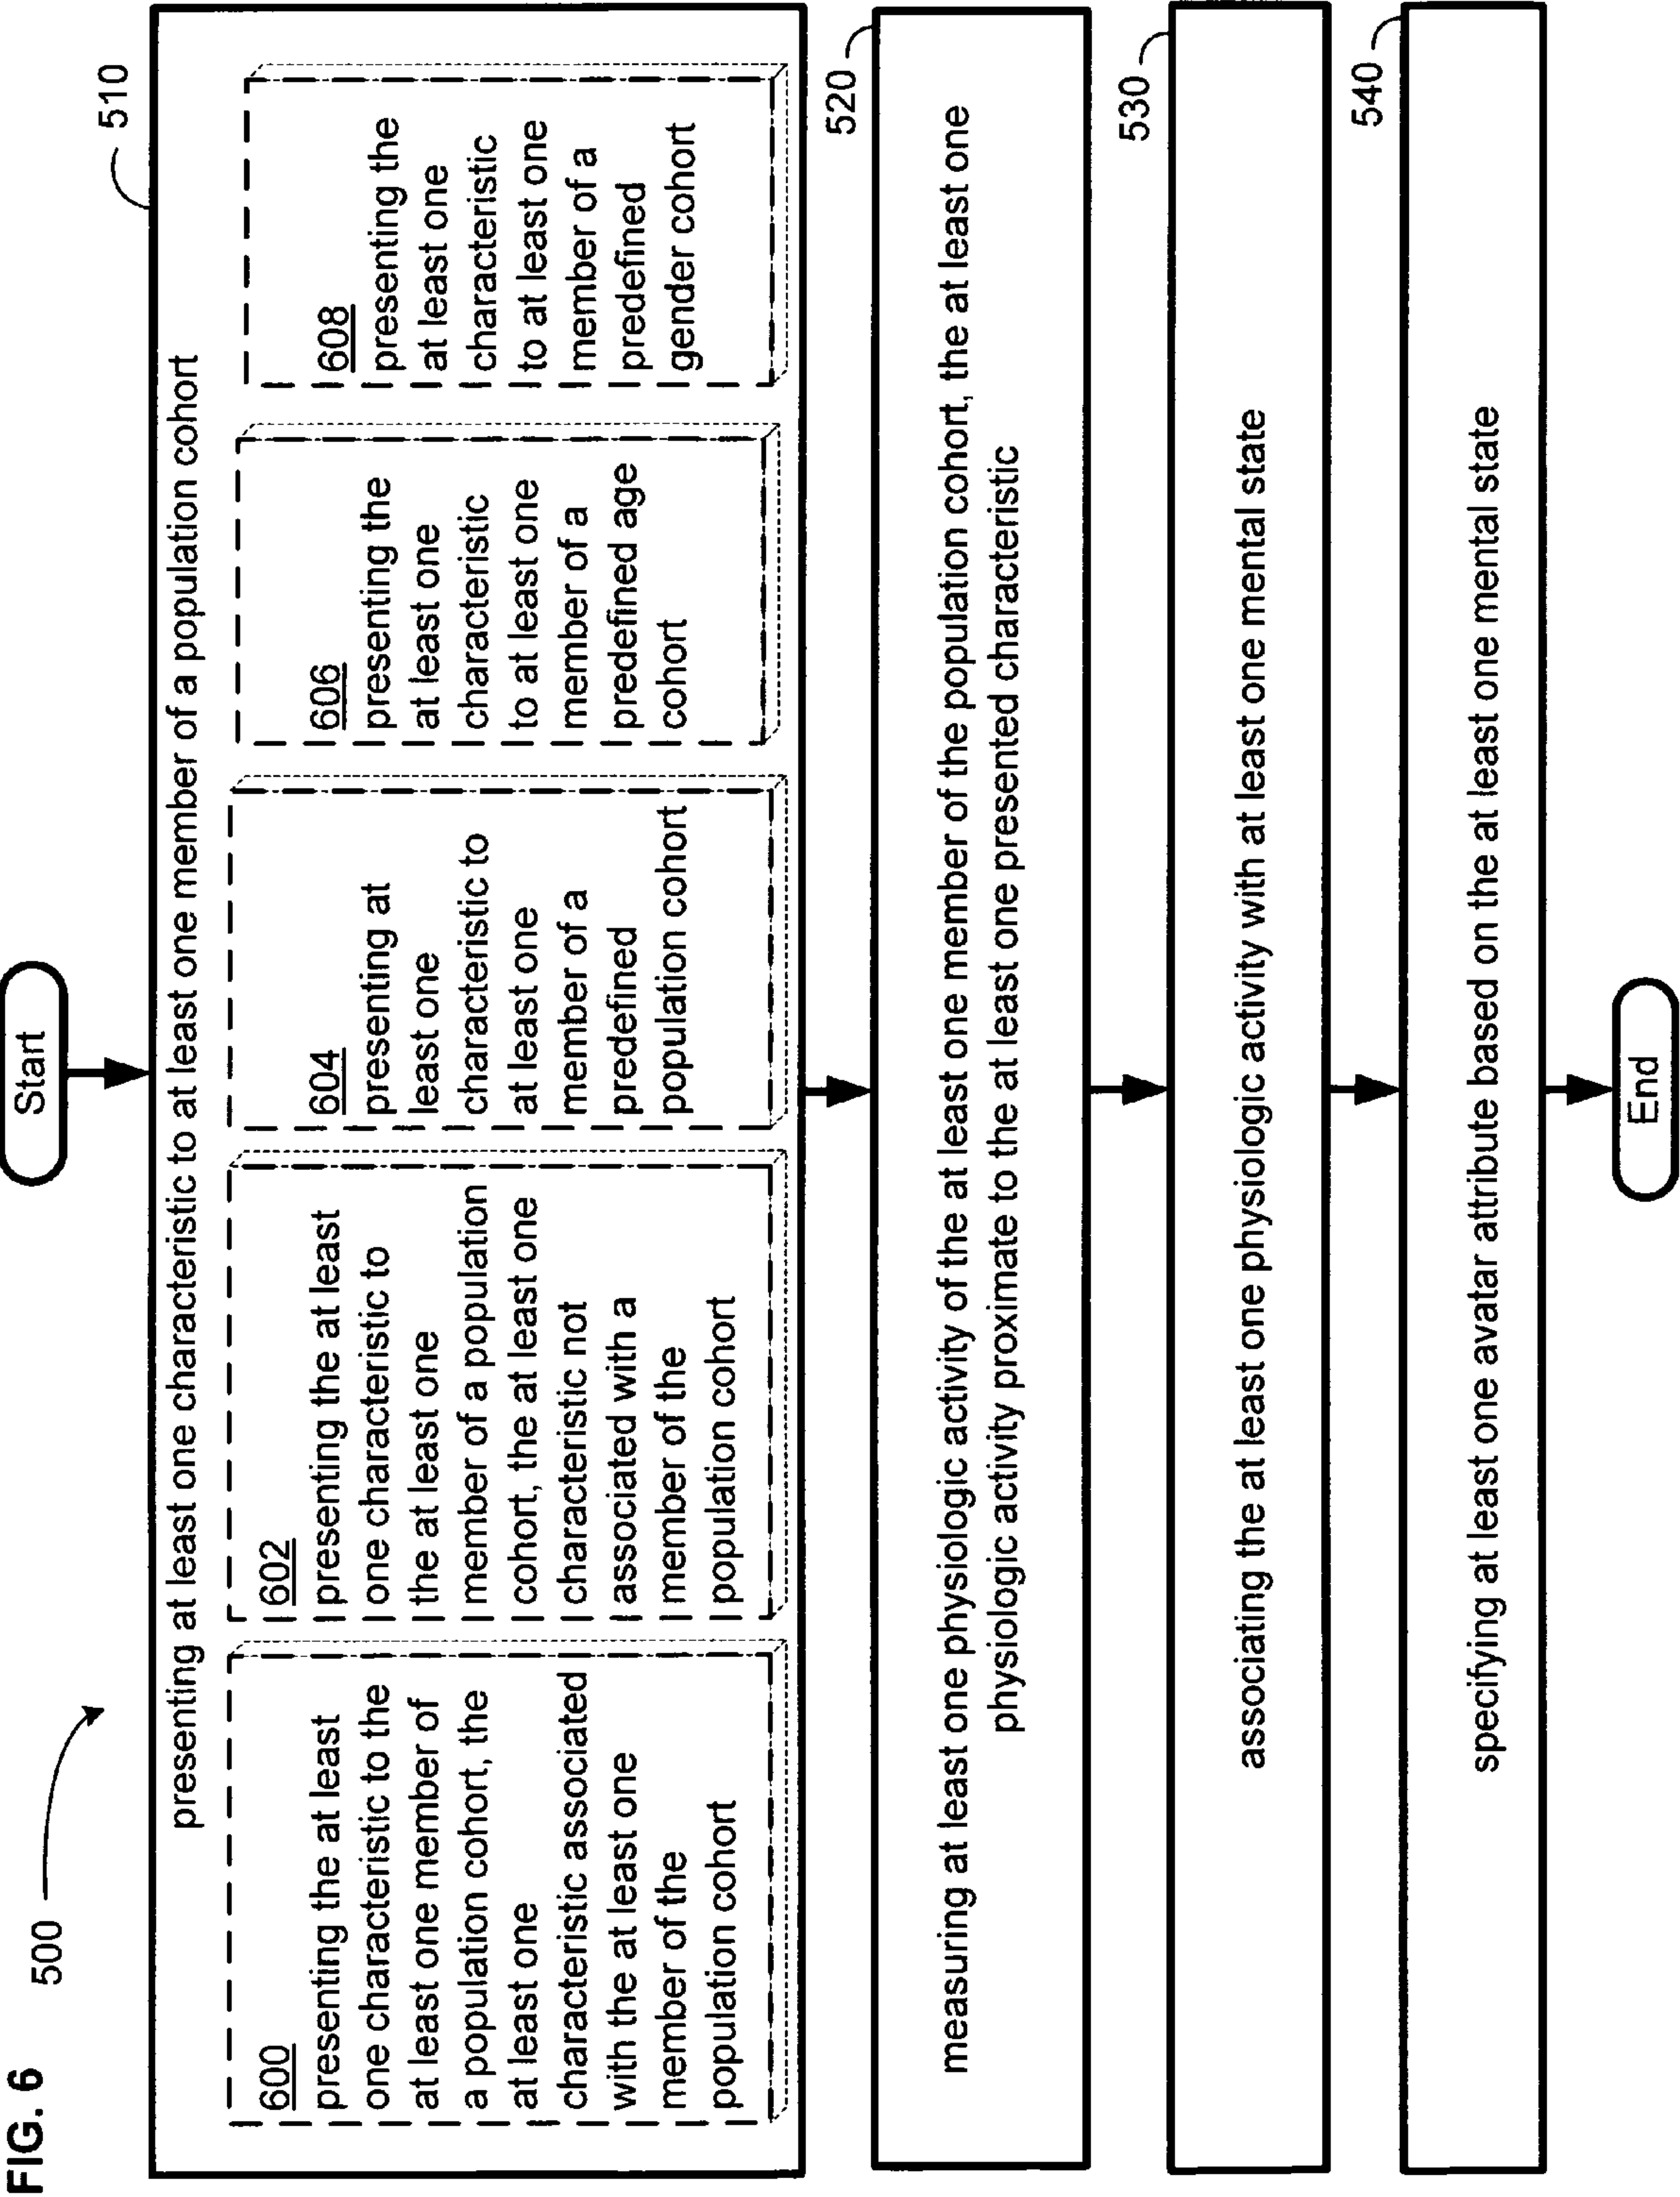 FIG. 6
500
Start
510
presenting at least one characteristic to at least one member of a population cohort
600
presenting the at least
one characteristic to the
at least one member of
a population cohort, the
at least one
characteristic associated
with the at least one
member of the
population cohort
602
presenting the at least
one characteristic to
the at least one
member of a population
cohort, the at least one
characteristic not
associated with a
member of the
population cohort
604
presenting at
least one
characteristic to
at least one
member of a
predefined
population cohort
606
presenting the
at least one
characteristic
to at least one
member of a
predefined age
cohort
608
presenting the
at least one
characteristic
to at least one
member of a
predefined
gender cohort
520
measuring at least one physiologic activity of the at least one member of the population cohort, the at least one
physiologic activity proximate to the at least one presented characteristic
530
associating the at least one physiologic activity with at least one mental state
540
specifying at least one avatar attribute based on the at least one mental state
End